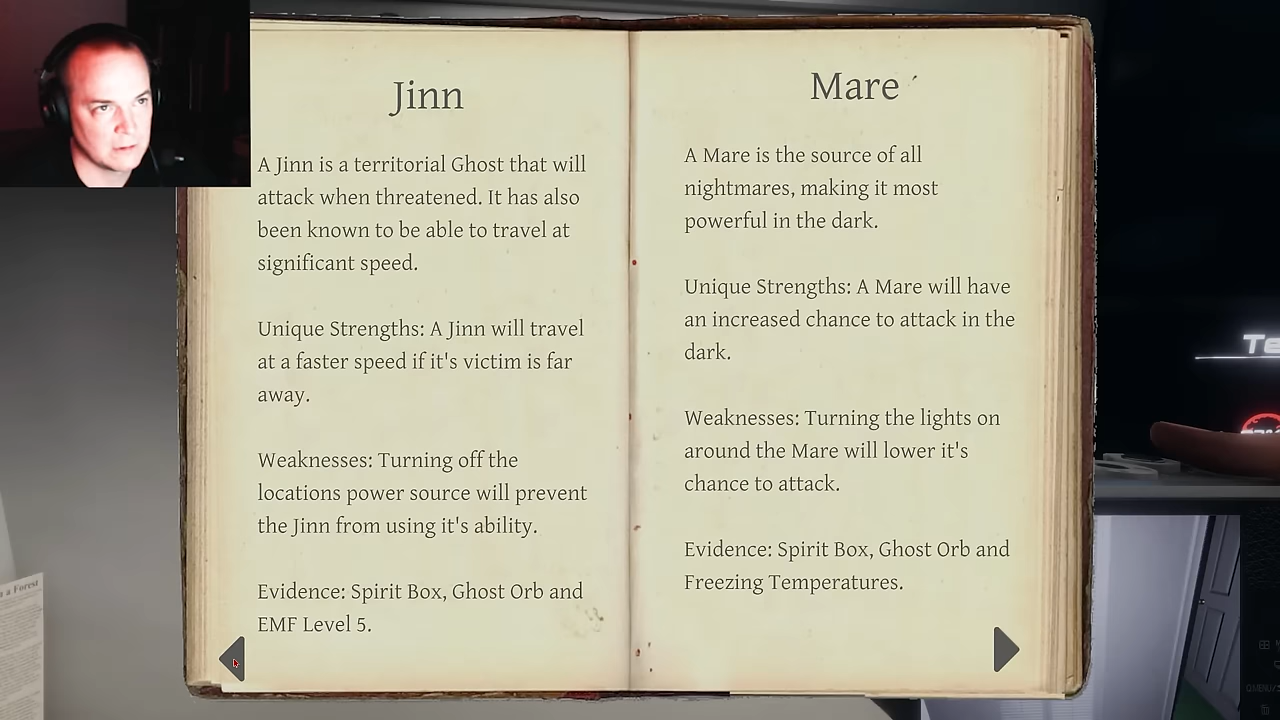 Jinn
A Jinn is a territorial Ghost that will
attack when threatened. It has also
been known to be able to travel at
significant speed.
Unique Strengths: A Jinn will travel
at a faster speed if it's victim is far
away.
Weaknesses: Turning off the
locations power source will prevent
the Jinn from using it's ability.
Evidence: Spirit Box, Ghost Orb and
EMF Level 5.
Mare
A Mare is the source of all
nightmares, making it most
powerful in the dark.
Unique Strengths: A Mare will have
an increased chance to attack in the
dark.
Weaknesses: Turning the lights on
around the Mare will lower it's
chance to attack.
Evidence: Spirit Box, Ghost Orb and
Freezing Temperatures.
Te
a Forest